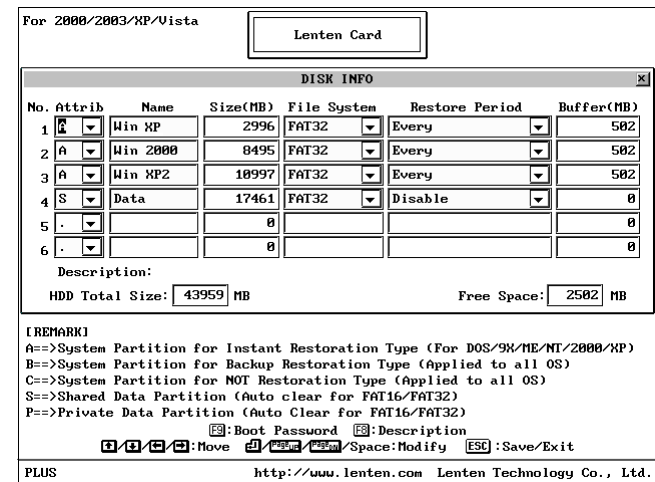 For 2000/2003/XP/Vista
Lenten Card
DISK INFO
No. Attrib Name Size(MB) File System Restore Period Buffer(MB)
1 A Win XP 2996 FAT32 Every 502
2 A Win 2000 8495 FAT32 Every 502
3 A Win XP2 10997 FAT32 Every 502
4 S Data 17461 FAT32 Disable 0
5 . 0 0
6 . 0 0
Description:
HDD Total Size: 43959 MB Free Space: 2502 MB
[REMARK]
A==>System Partition for Instant Restoration Type (For DOS/9X/ME/NT/2000/XP)
B==>System Partition for Backup Restoration Type (Applied to all OS)
C==>System Partition for NOT Restoration Type (Applied to all OS)
S==>Shared Data Partition (Auto clear for FAT16/FAT32)
P==>Private Data Partition (Auto Clear for FAT16/FAT32)
F9:Boot Password F8:Description
↑/↓/←/→:Move ↵/PageUp/PageDn/Space:Modify ESC:Save/Exit
PLUS http://www.lenten.com Lenten Technology Co., Ltd.